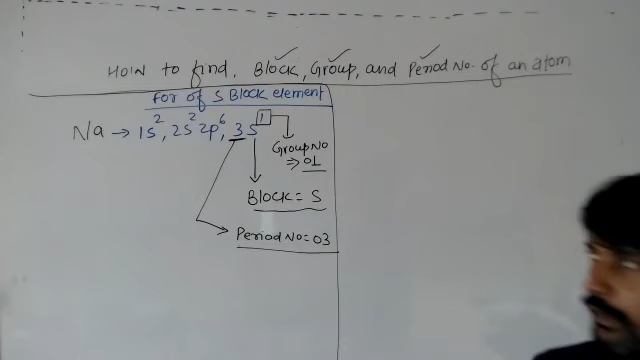 HOW to find, Block, Group, and Period No. of an atom
for of S Block element
Na → 1s², 2s² 2p⁶, 3s¹
Group No
⇒ 01
Block = S
Period No = 03